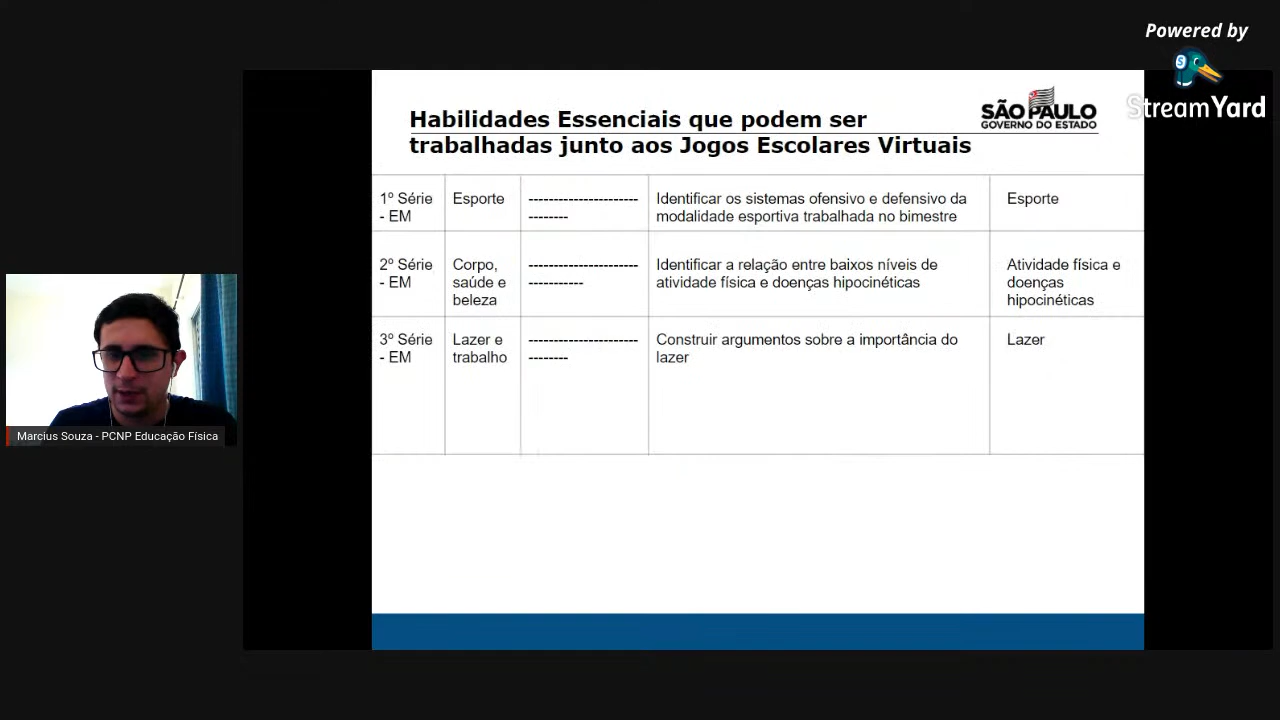 Powered by
StreamYard
SÃO PAULO
GOVERNO DO ESTADO
Habilidades Essenciais que podem ser
trabalhadas junto aos Jogos Escolares Virtuais
1º Série
- EM
Esporte
----------------------
--------
Identificar os sistemas ofensivo e defensivo da
modalidade esportiva trabalhada no bimestre
Esporte
2º Série
- EM
Corpo,
saúde e
beleza
----------------------
-----------
Identificar a relação entre baixos níveis de
atividade física e doenças hipocinéticas
Atividade física e
doenças
hipocinéticas
3º Série
- EM
Lazer e
trabalho
----------------------
--------
Construir argumentos sobre a importância do
lazer
Lazer
Marcius Souza - PCNP Educação Física